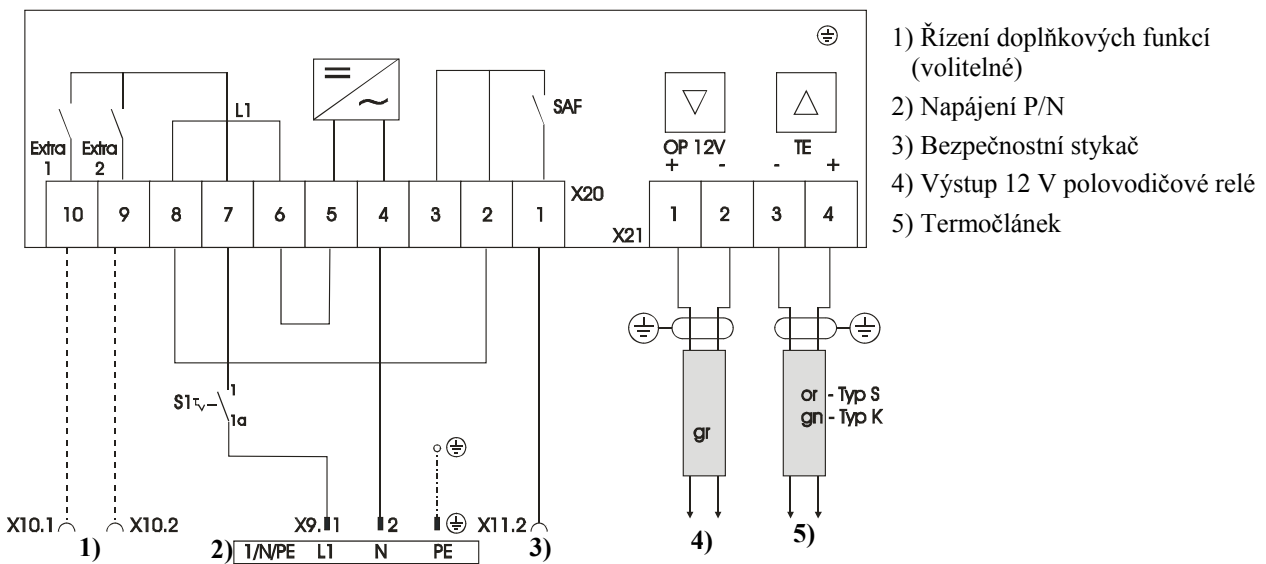 1) Řízení doplňkových funkcí
(volitelné)
2) Napájení P/N
3) Bezpečnostní stykač
4) Výstup 12 V polovodičové relé
5) Termočlánek
L1
SAF
Extra 1
Extra 2
OP 12V
+ -
TE
- +
10 9 8 7 6 5 4 3 2 1 X20
X21 1 2 3 4
S1 1
1a
gr
or - Typ S
gn - Typ K
X10.1 X10.2 X9. 1 2 X11.2
1) 2) 1/N/PE L1 N PE 3) 4) 5)